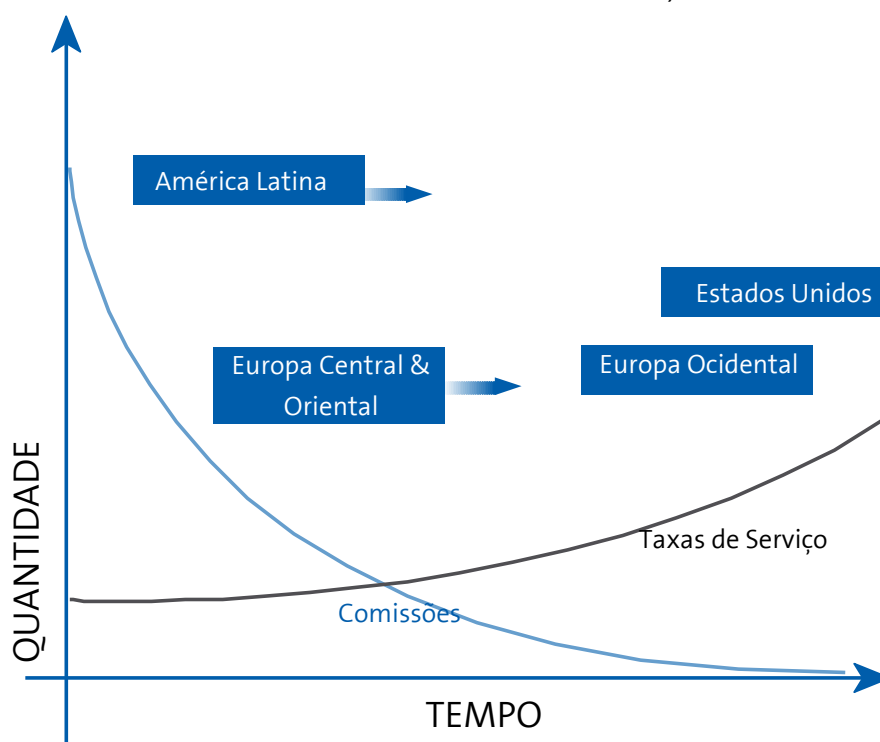 América Latina
Estados Unidos
Europa Central &
Oriental
Europa Ocidental
QUANTIDADE
Taxas de Serviço
Comissões
TEMPO